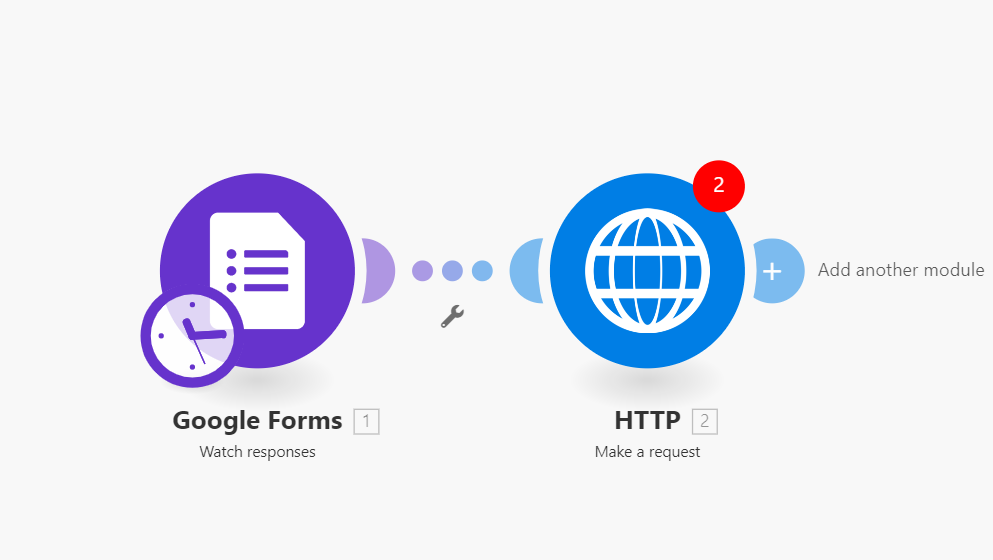 2
Add another module
Google Forms 1
HTTP 2
Watch responses
Make a request